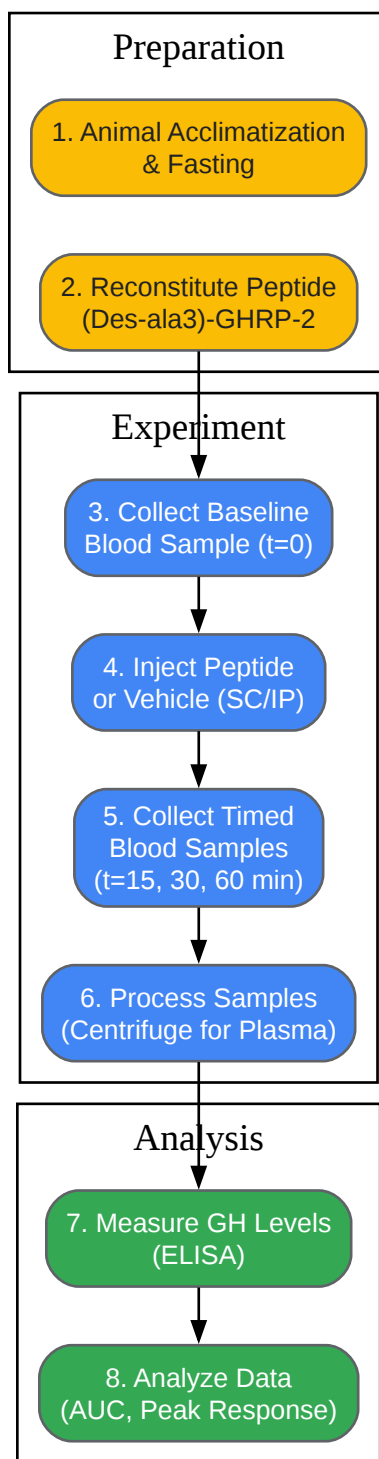 Preparation
1. Animal Acclimatization
& Fasting
2. Reconstitute Peptide
(Des-ala3)-GHRP-2
Experiment
3. Collect Baseline
Blood Sample (t=0)
4. Inject Peptide
or Vehicle (SC/IP)
5. Collect Timed
Blood Samples
(t=15, 30, 60 min)
6. Process Samples
(Centrifuge for Plasma)
Analysis
7. Measure GH Levels
(ELISA)
8. Analyze Data
(AUC, Peak Response)